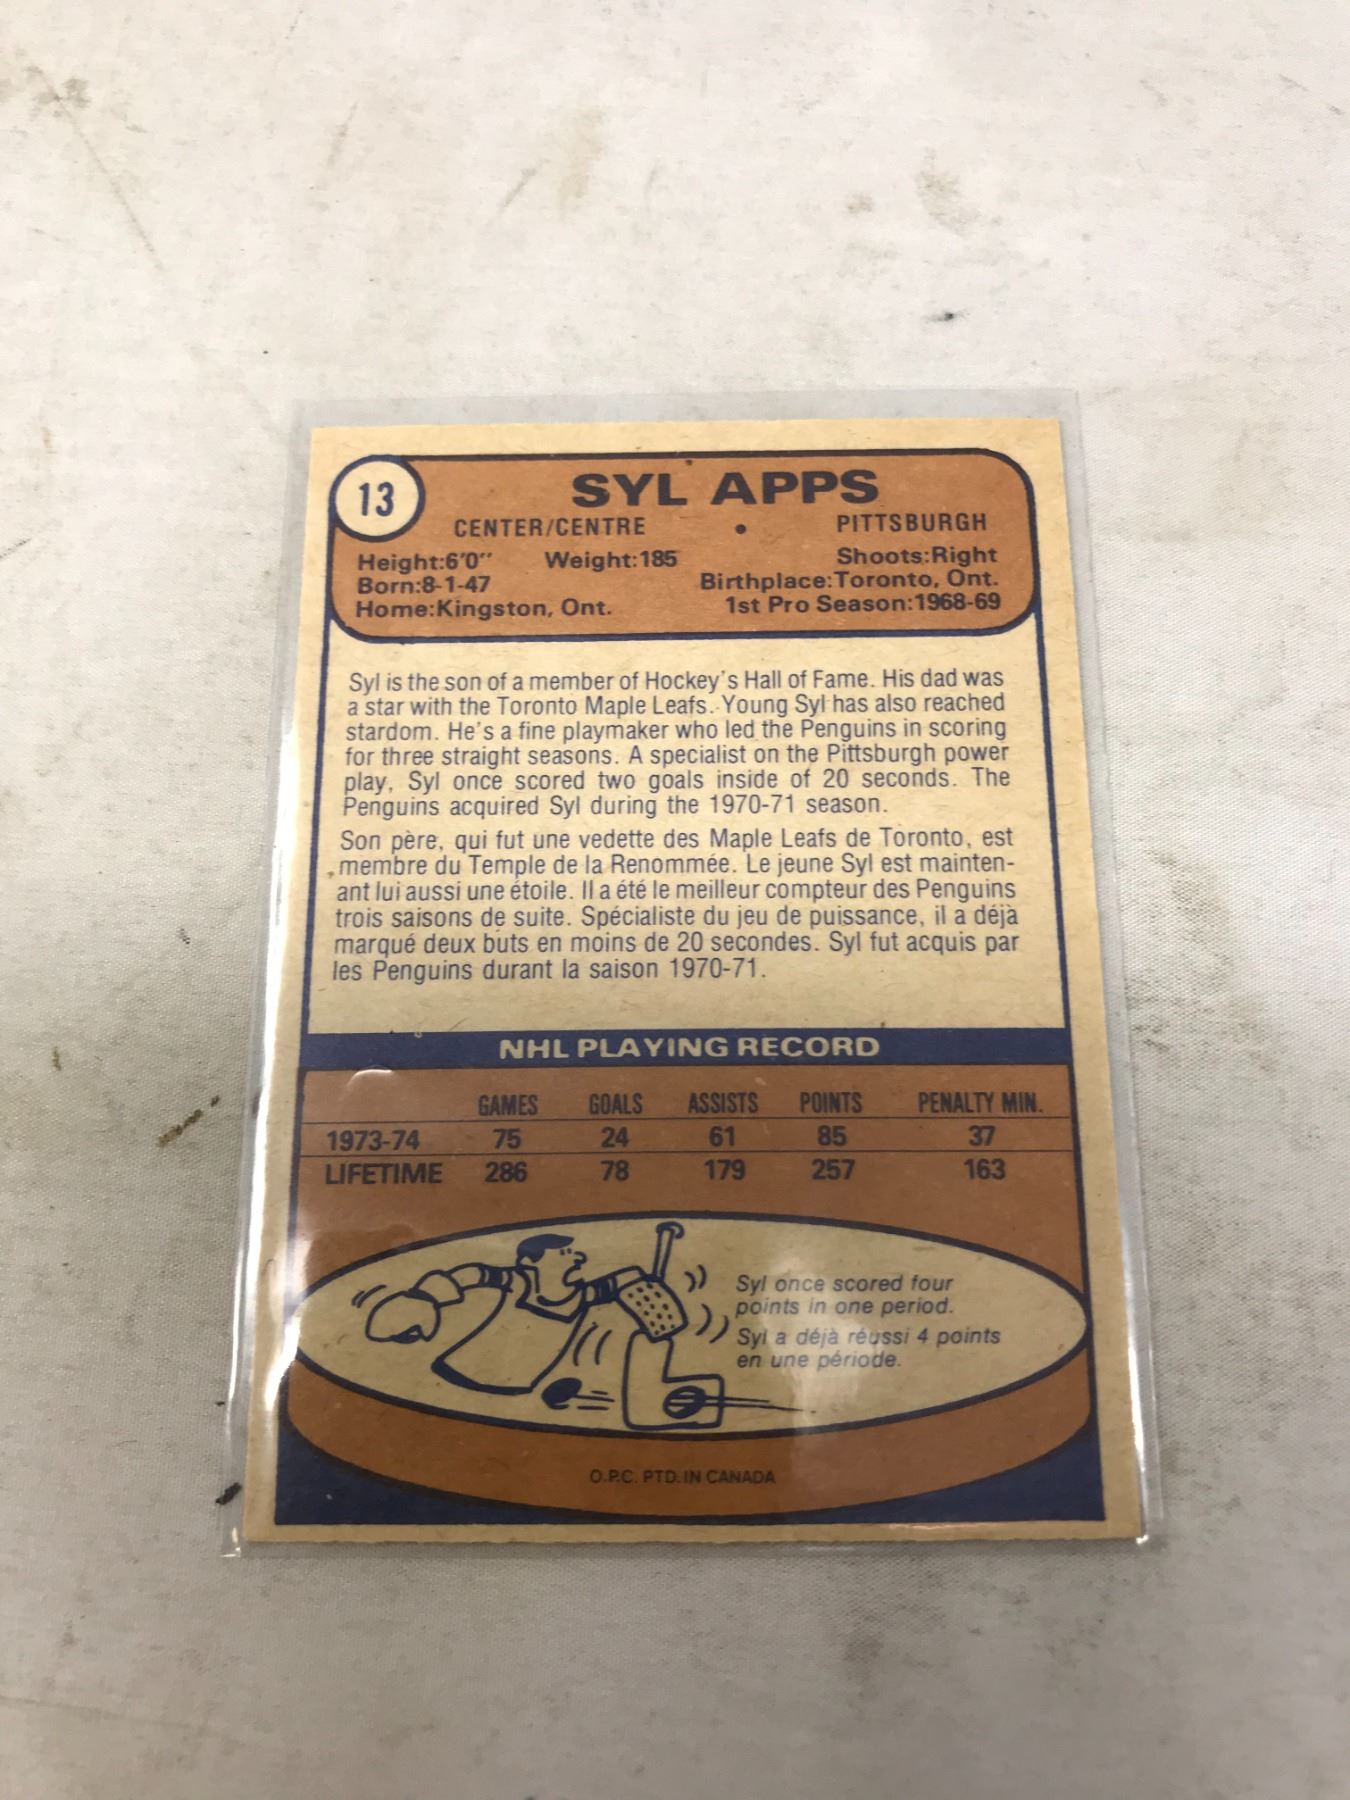 13
SYL APPS
CENTER/CENTRE • PITTSBURGH
Height:6'0" Weight:185 Shoots:Right
Born:8-1-47 Birthplace:Toronto, Ont.
Home:Kingston, Ont. 1st Pro Season:1968-69
Syl is the son of a member of Hockey's Hall of Fame. His dad was
a star with the Toronto Maple Leafs. Young Syl has also reached
stardom. He's a fine playmaker who led the Penguins in scoring
for three straight seasons. A specialist on the Pittsburgh power
play, Syl once scored two goals inside of 20 seconds. The
Penguins acquired Syl during the 1970-71 season.
Son père, qui fut une vedette des Maple Leafs de Toronto, est
membre du Temple de la Renommée. Le jeune Syl est mainten-
ant lui aussi une étoile. Il a été le meilleur compteur des Penguins
trois saisons de suite. Spécialiste du jeu de puissance, il a déjà
marqué deux buts en moins de 20 secondes. Syl fut acquis par
les Penguins durant la saison 1970-71.
NHL PLAYING RECORD
GAMES GOALS ASSISTS POINTS PENALTY MIN.
1973-74 75 24 61 85 37
LIFETIME 286 78 179 257 163
Syl once scored four
points in one period.
Syl a déjà réussi 4 points
en une période.
O.P.C. PTD. IN CANADA